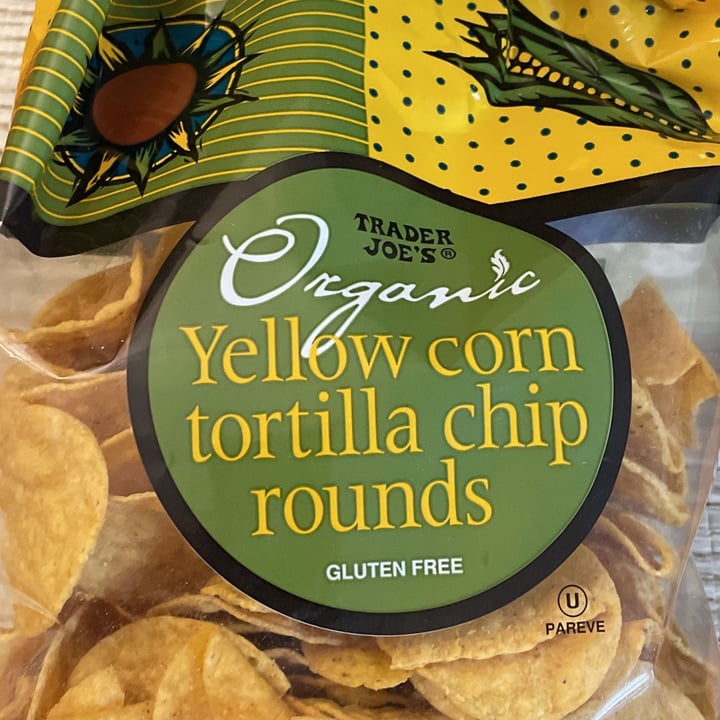 TRADER
JOE'S®
Organic
Yellow corn
tortilla chip
rounds
GLUTEN FREE
U
PAREVE